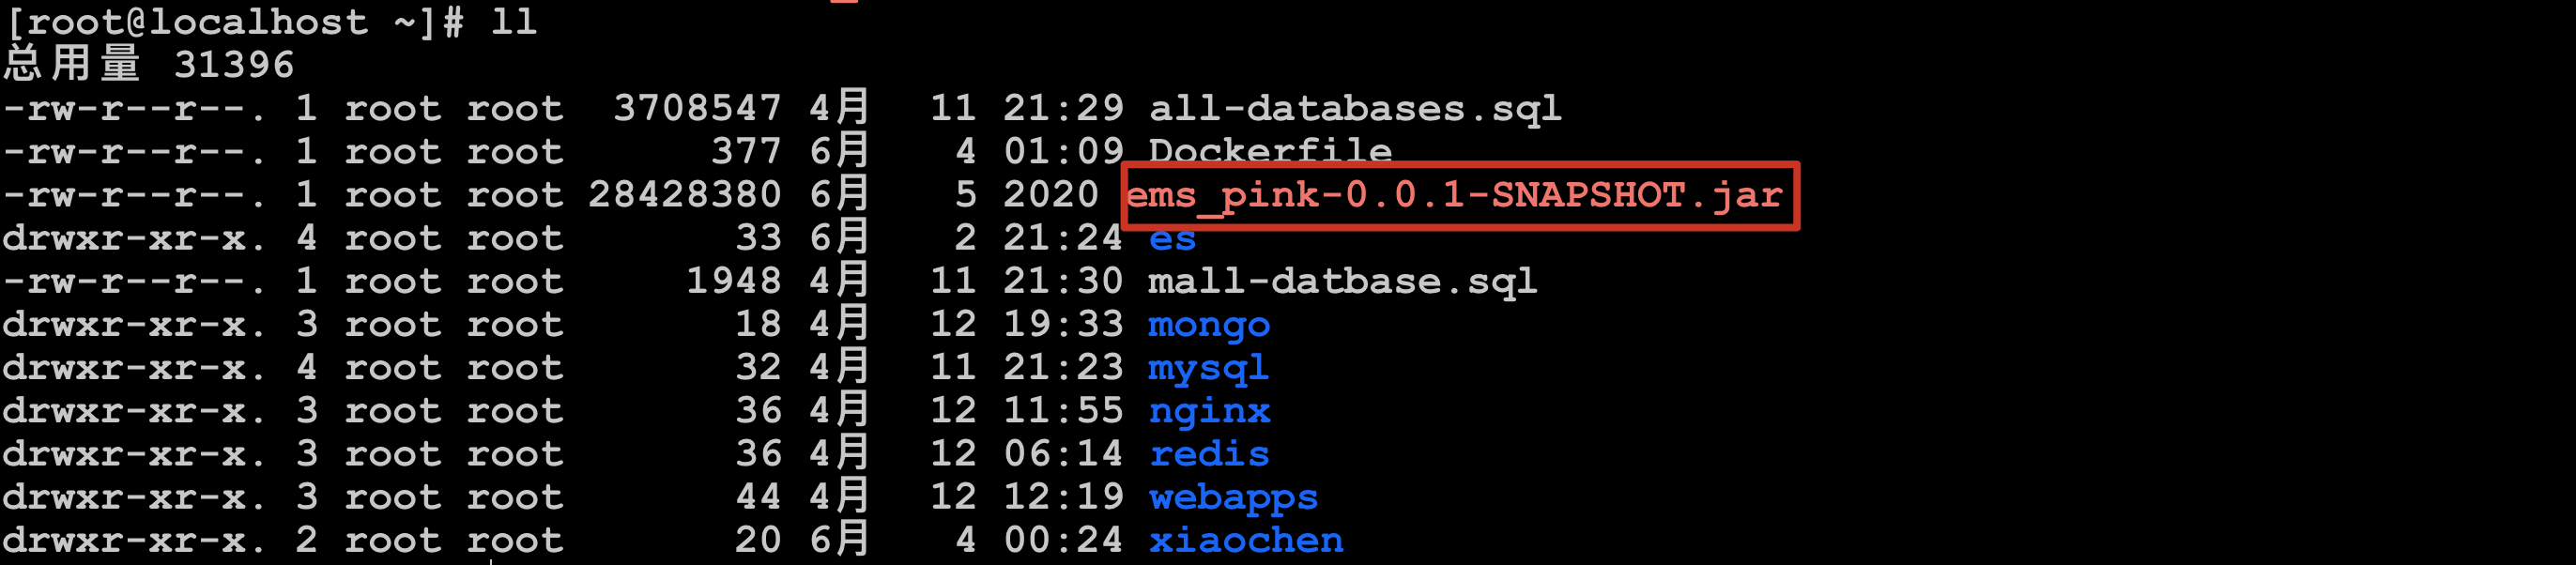 [root@localhost ~]# ll
总用量 31396
-rw-r--r--. 1 root root  3708547 4月  11 21:29 all-databases.sql
-rw-r--r--. 1 root root      377 6月   4 01:09 Dockerfile
-rw-r--r--. 1 root root 28428380 6月   5 2020 ems_pink-0.0.1-SNAPSHOT.jar
drwxr-xr-x. 4 root root       33 6月   2 21:24 es
-rw-r--r--. 1 root root     1948 4月  11 21:30 mall-datbase.sql
drwxr-xr-x. 3 root root       18 4月  12 19:33 mongo
drwxr-xr-x. 4 root root       32 4月  11 21:23 mysql
drwxr-xr-x. 3 root root       36 4月  12 11:55 nginx
drwxr-xr-x. 3 root root       36 4月  12 06:14 redis
drwxr-xr-x. 3 root root       44 4月  12 12:19 webapps
drwxr-xr-x. 2 root root       20 6月   4 00:24 xiaochen